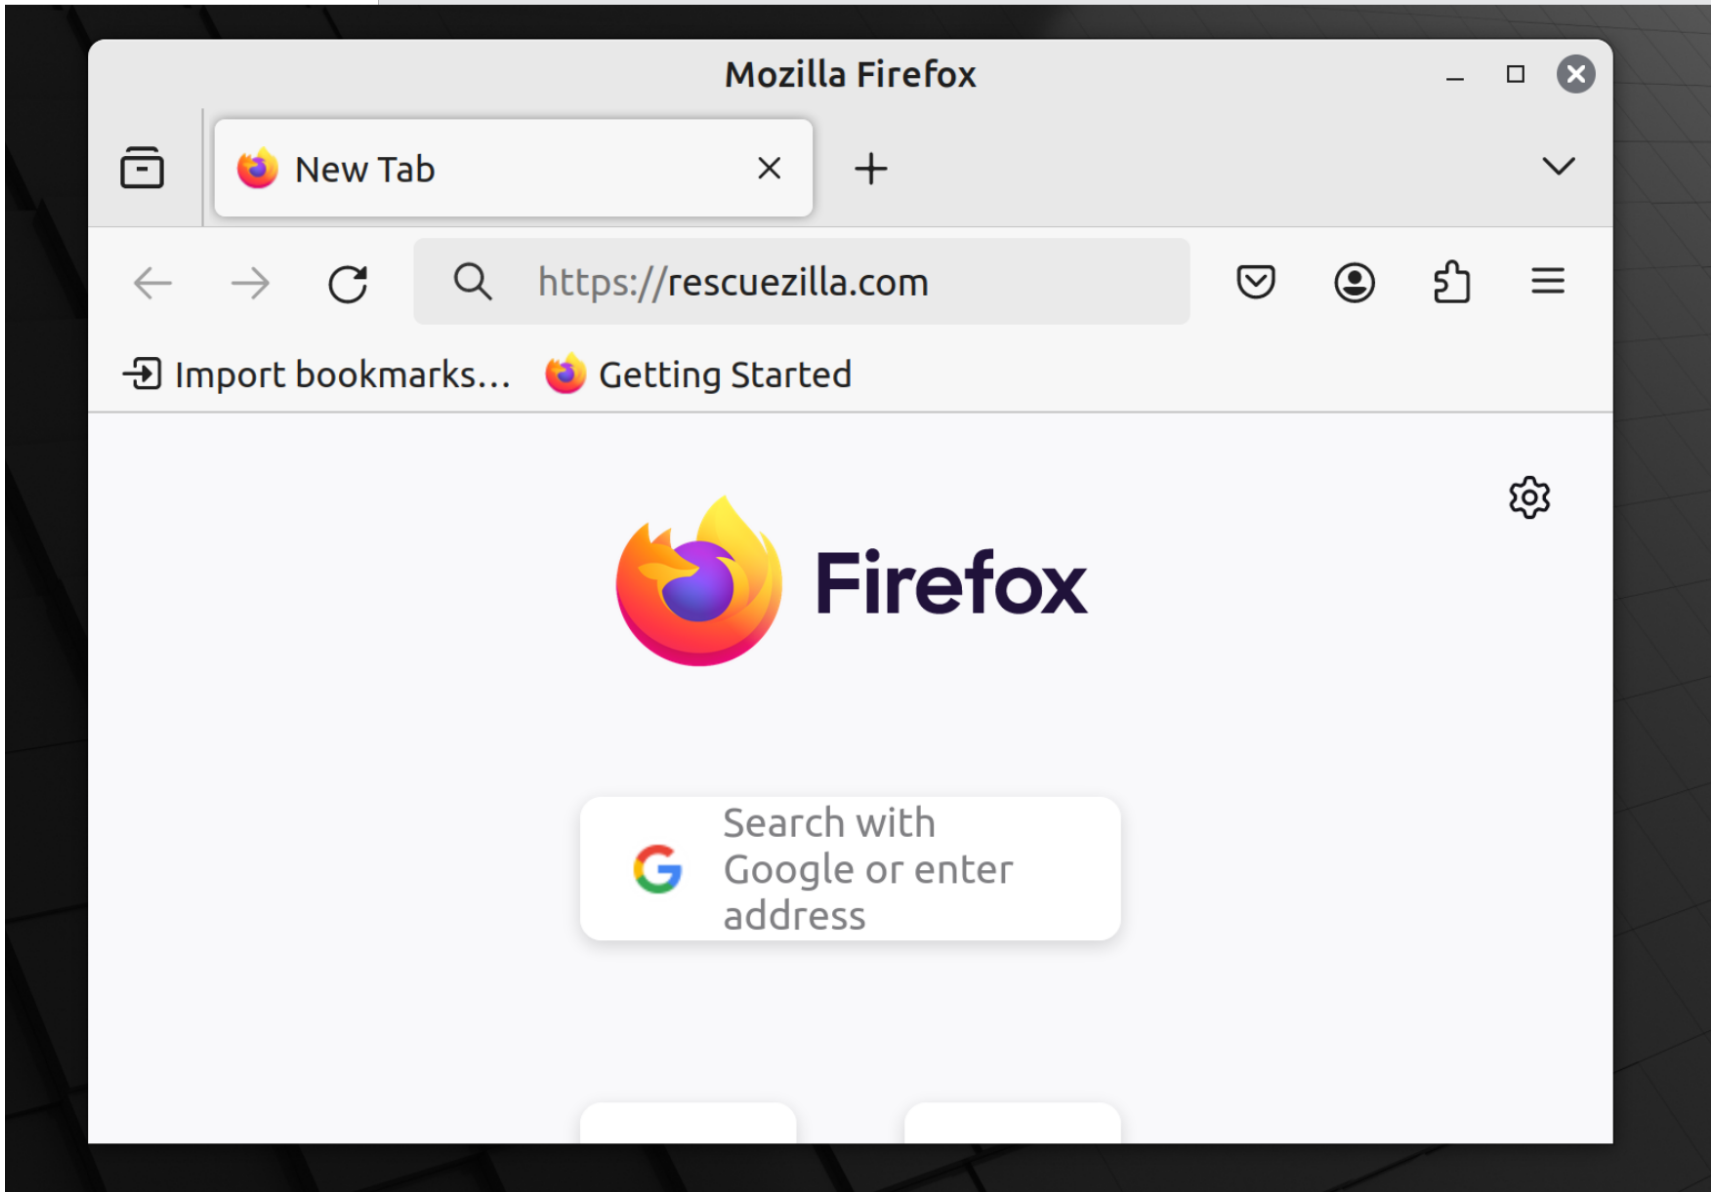 Mozilla Firefox
New Tab
https://rescuezilla.com
Import bookmarks... Getting Started
Firefox
Search with
Google or enter
address